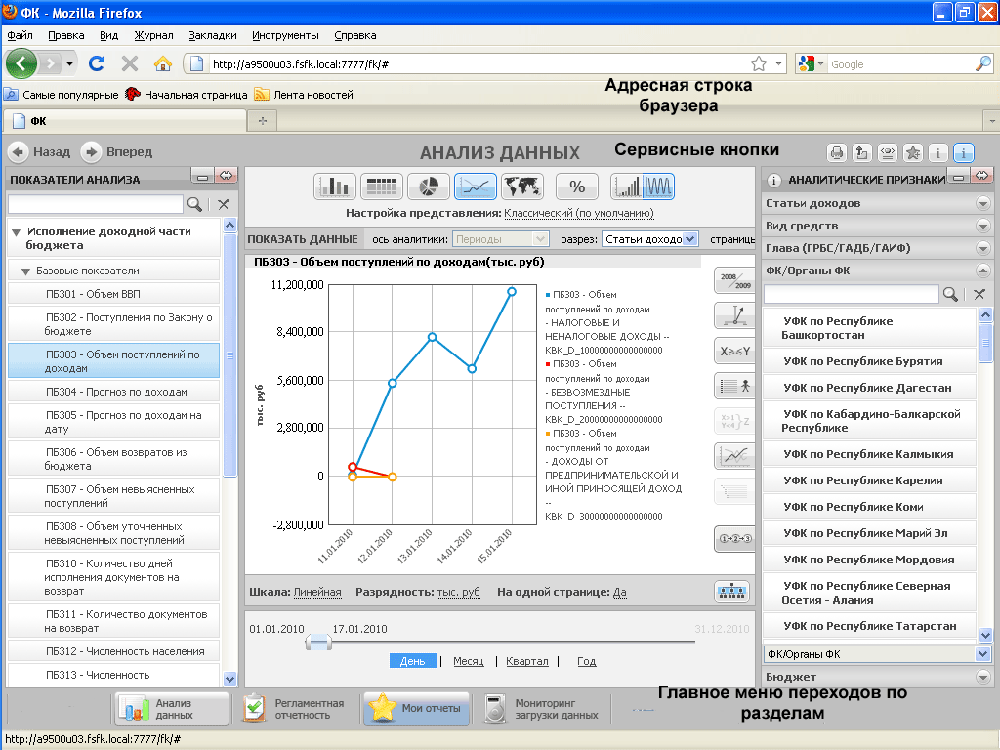 ФК - Mozilla Firefox
Файл Правка Вид Журнал Закладки Инструменты Справка
http://a9500u03.fsfk.local:7777/fk/#
Google
Самые популярные Начальная страница Лента новостей
Адресная строка
браузера
ФК
Назад Вперед
АНАЛИЗ ДАННЫХ
Сервисные кнопки
ПОКАЗАТЕЛИ АНАЛИЗА
Исполнение доходной части
бюджета
Базовые показатели
ПБ301 - Объем ВВП
ПБ302 - Поступления по Закону о
бюджете
ПБ303 - Объем поступлений по
доходам
ПБ304 - Прогноз по доходам
ПБ305 - Прогноз по доходам на
дату
ПБ306 - Объем возвратов из
бюджета
ПБ307 - Объем невыясненных
поступлений
ПБ308 - Объем уточненных
невыясненных поступлений
ПБ310 - Количество дней
исполнения документов на
возврат
ПБ311 - Количество документов
на возврат
ПБ312 - Численность населения
ПБ313 - Численность
%
Настройка представления: Классический (по умолчанию)
ПОКАЗАТЬ ДАННЫЕ ось аналитики: Периоды разрез: Статьи доходо страниць
ПБ303 - Объем поступлений по доходам(тыс. руб)
11,200,000
8,400,000
5,600,000
2,800,000
0
-2,800,000
тыс. руб
11.01.2010
12.01.2010
13.01.2010
14.01.2010
15.01.2010
ПБ303 - Объем
поступлений по доходам
- НАЛОГОВЫЕ И
НЕНАЛОГОВЫЕ ДОХОДЫ --
KBK_D_10000000000000000
ПБ303 - Объем
поступлений по доходам
- БЕЗВОЗМЕЗДНЫЕ
ПОСТУПЛЕНИЯ --
KBK_D_20000000000000000
ПБ303 - Объем
поступлений по доходам
- ДОХОДЫ ОТ
ПРЕДПРИНИМАТЕЛЬСКОЙ И
ИНОЙ ПРИНОСЯЩЕЙ ДОХОД
--
KBK_D_30000000000000000
2008/2009
X≥≤Y
X>1
Y<4
Z
1-2-3
Шкала: Линейная Разрядность: тыс. руб На одной странице: Да
01.01.2010 17.01.2010 31.12.2010
День | Месяц | Квартал | Год
АНАЛИТИЧЕСКИЕ ПРИЗНАКИ
Статьи доходов
Вид средств
Глава (ГРБС/ГАДБ/ГАИФ)
ФК/Органы ФК
УФК по Республике
Башкортостан
УФК по Республике Бурятия
УФК по Республике Дагестан
УФК по Кабардино-Балкарской
Республике
УФК по Республике Калмыкия
УФК по Республике Карелия
УФК по Республике Коми
УФК по Республике Марий Эл
УФК по Республике Мордовия
УФК по Республике Северная
Осетия - Алания
УФК по Республике Татарстан
ФК/Органы ФК
Бюджет
Анализ
данных
Регламентная
отчетность
Мои отчеты
Мониторинг
загрузки данных
Главное меню переходов по
разделам
http://a9500u03.fsfk.local:7777/fk/#